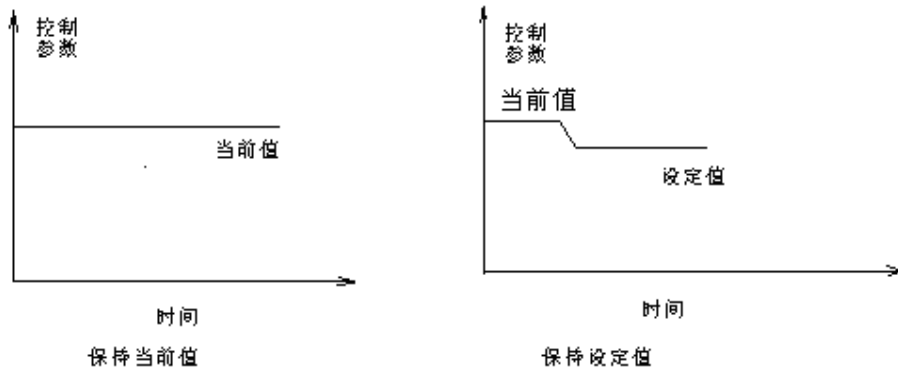 控制
参数
当前值
时间
保持当前值
控制
参数
当前值
设定值
时间
保持设定值